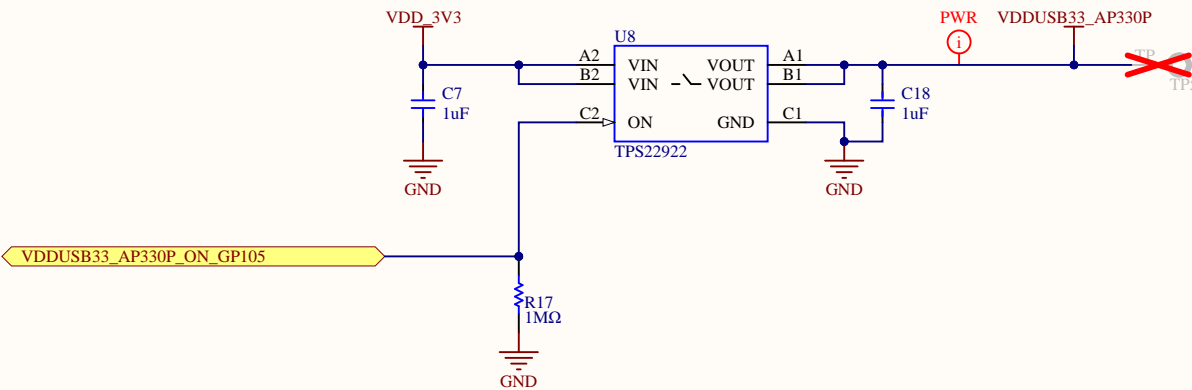 VDD_3V3
PWR
VDDUSB33_AP330P
U8
A2
VIN
VOUT
A1
B2
VIN
VOUT
B1
C7
1uF
C18
1uF
C2
ON
GND
C1
TPS22922
GND
GND
i
TP
VDDUSB33_AP330P_ON_GP105
R17
1MΩ
GND